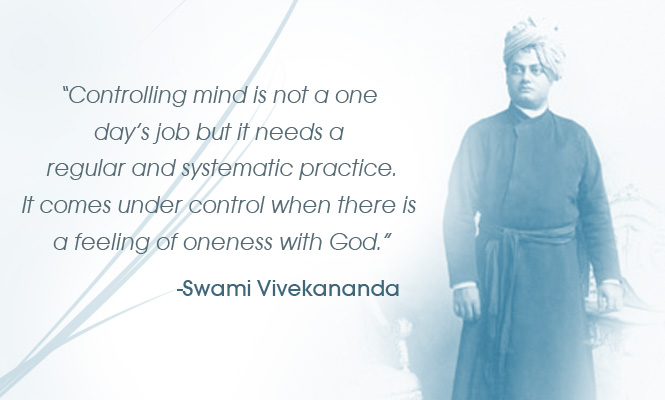 “Controlling mind is not a one
day’s job but it needs a
regular and systematic practice.
It comes under control when there is
a feeling of oneness with God.”
-Swami Vivekananda